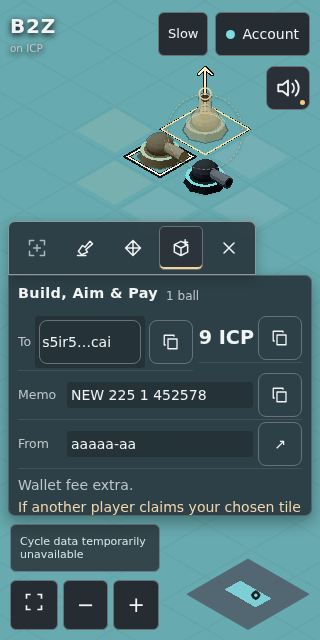 B2Z
on ICP
Slow
Account
Build, Aim & Pay 1 ball
To s5ir5...cai 9 ICP
Memo NEW 225 1 452578
From aaaaa-aa
Wallet fee extra.
If another player claims your chosen tile
Cycle data temporarily
unavailable